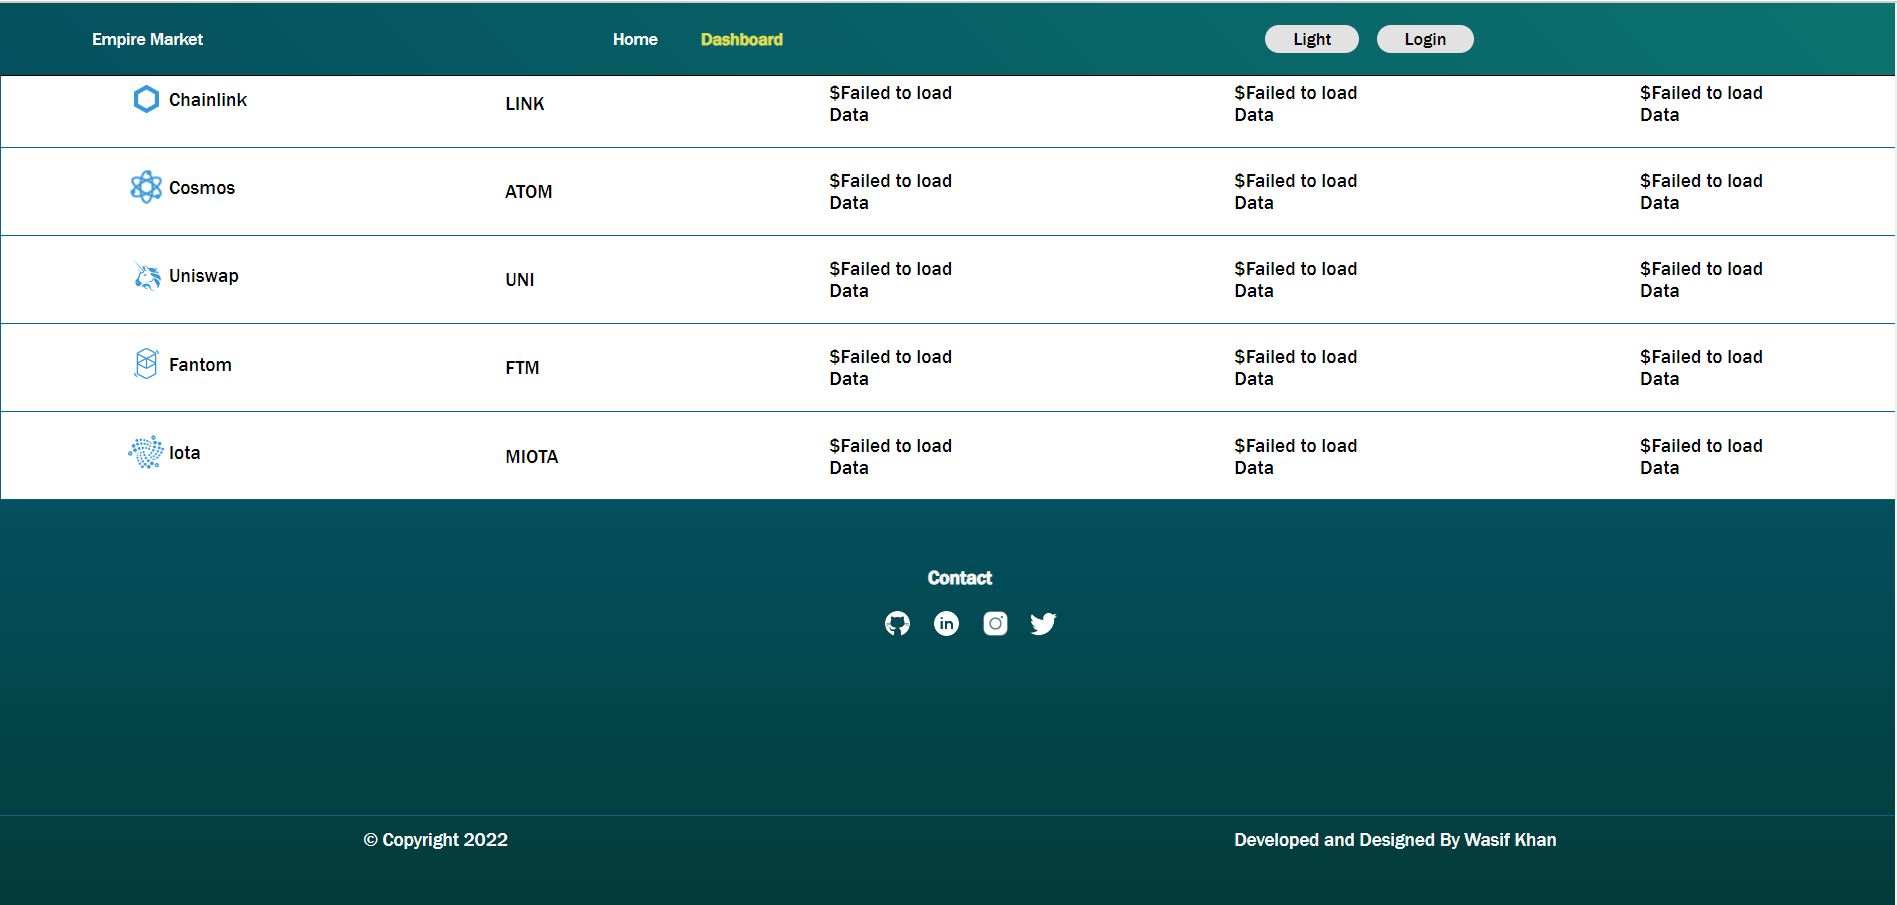 Empire Market
Home
Dashboard
Light
Login
Chainlink
LINK
$Failed to load
Data
$Failed to load
Data
$Failed to load
Data
Cosmos
ATOM
$Failed to load
Data
$Failed to load
Data
$Failed to load
Data
Uniswap
UNI
$Failed to load
Data
$Failed to load
Data
$Failed to load
Data
Fantom
FTM
$Failed to load
Data
$Failed to load
Data
$Failed to load
Data
Iota
MIOTA
$Failed to load
Data
$Failed to load
Data
$Failed to load
Data
Contact
in
© Copyright 2022
Developed and Designed By Wasif Khan